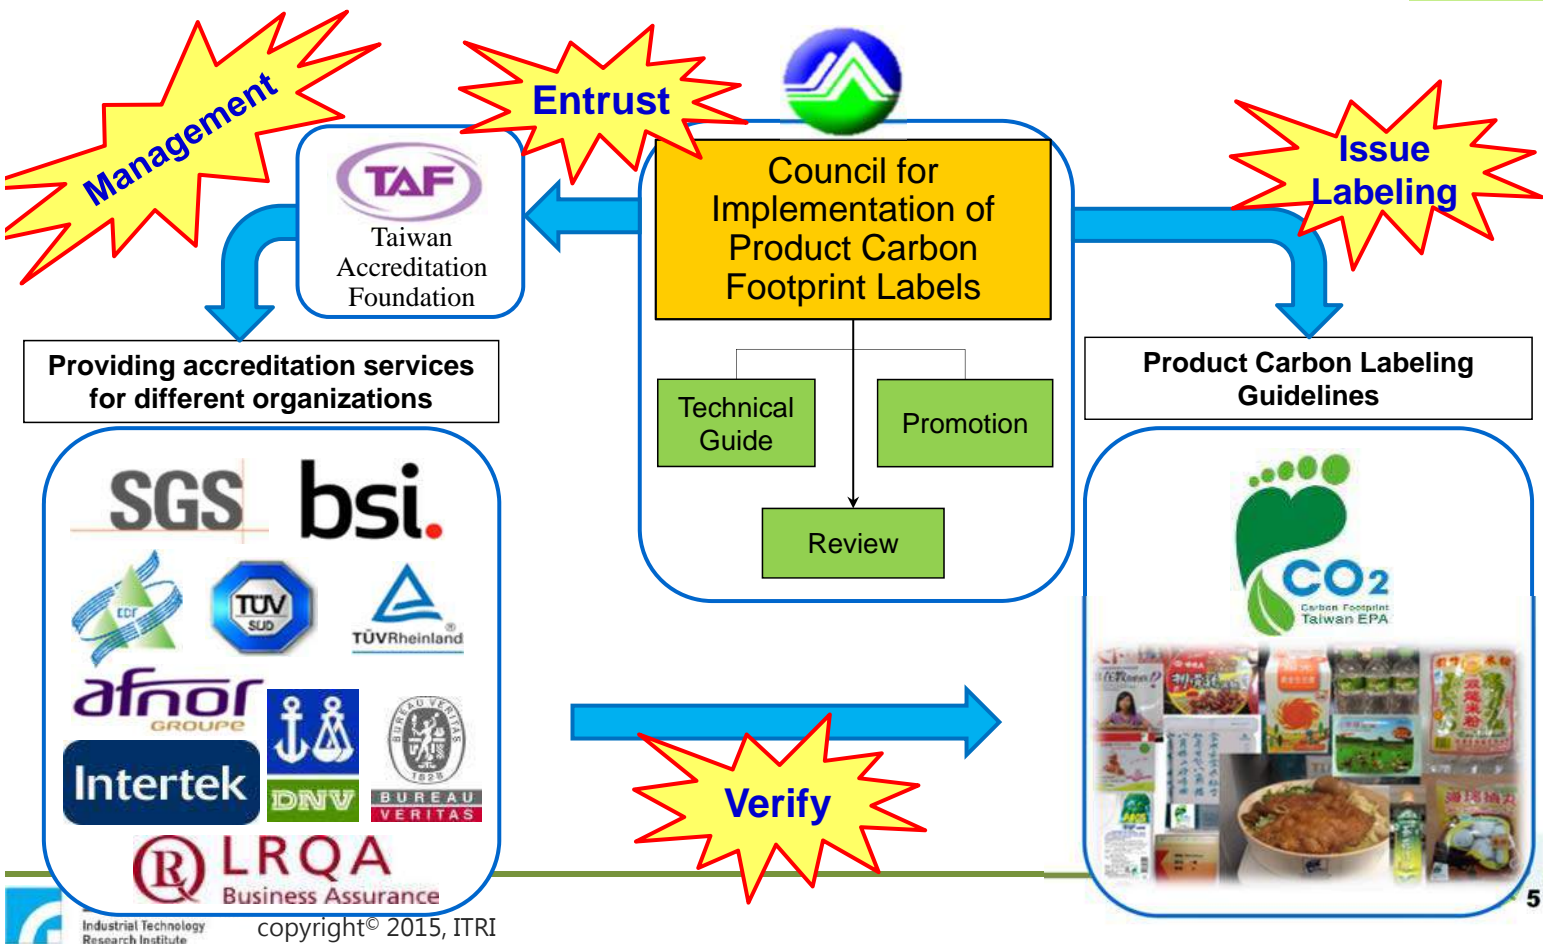 Management
Entrust
Issue
Labeling
TAF
Taiwan
Accreditation
Foundation
Council for
Implementation of
Product Carbon
Footprint Labels
Technical
Guide
Promotion
Review
Providing accreditation services
for different organizations
Product Carbon Labeling
Guidelines
SGS
bsi.
TÜV
SUD
®
TÜVRheinland
afnor
GROUPE
Intertek
DNV
BUREAU VERITAS
1828
BUREAU
VERITAS
LRQA
Business Assurance
CO2
Carbon Footprint
Taiwan EPA
Verify
Industrial Technology
Research Institute
copyright© 2015, ITRI
5